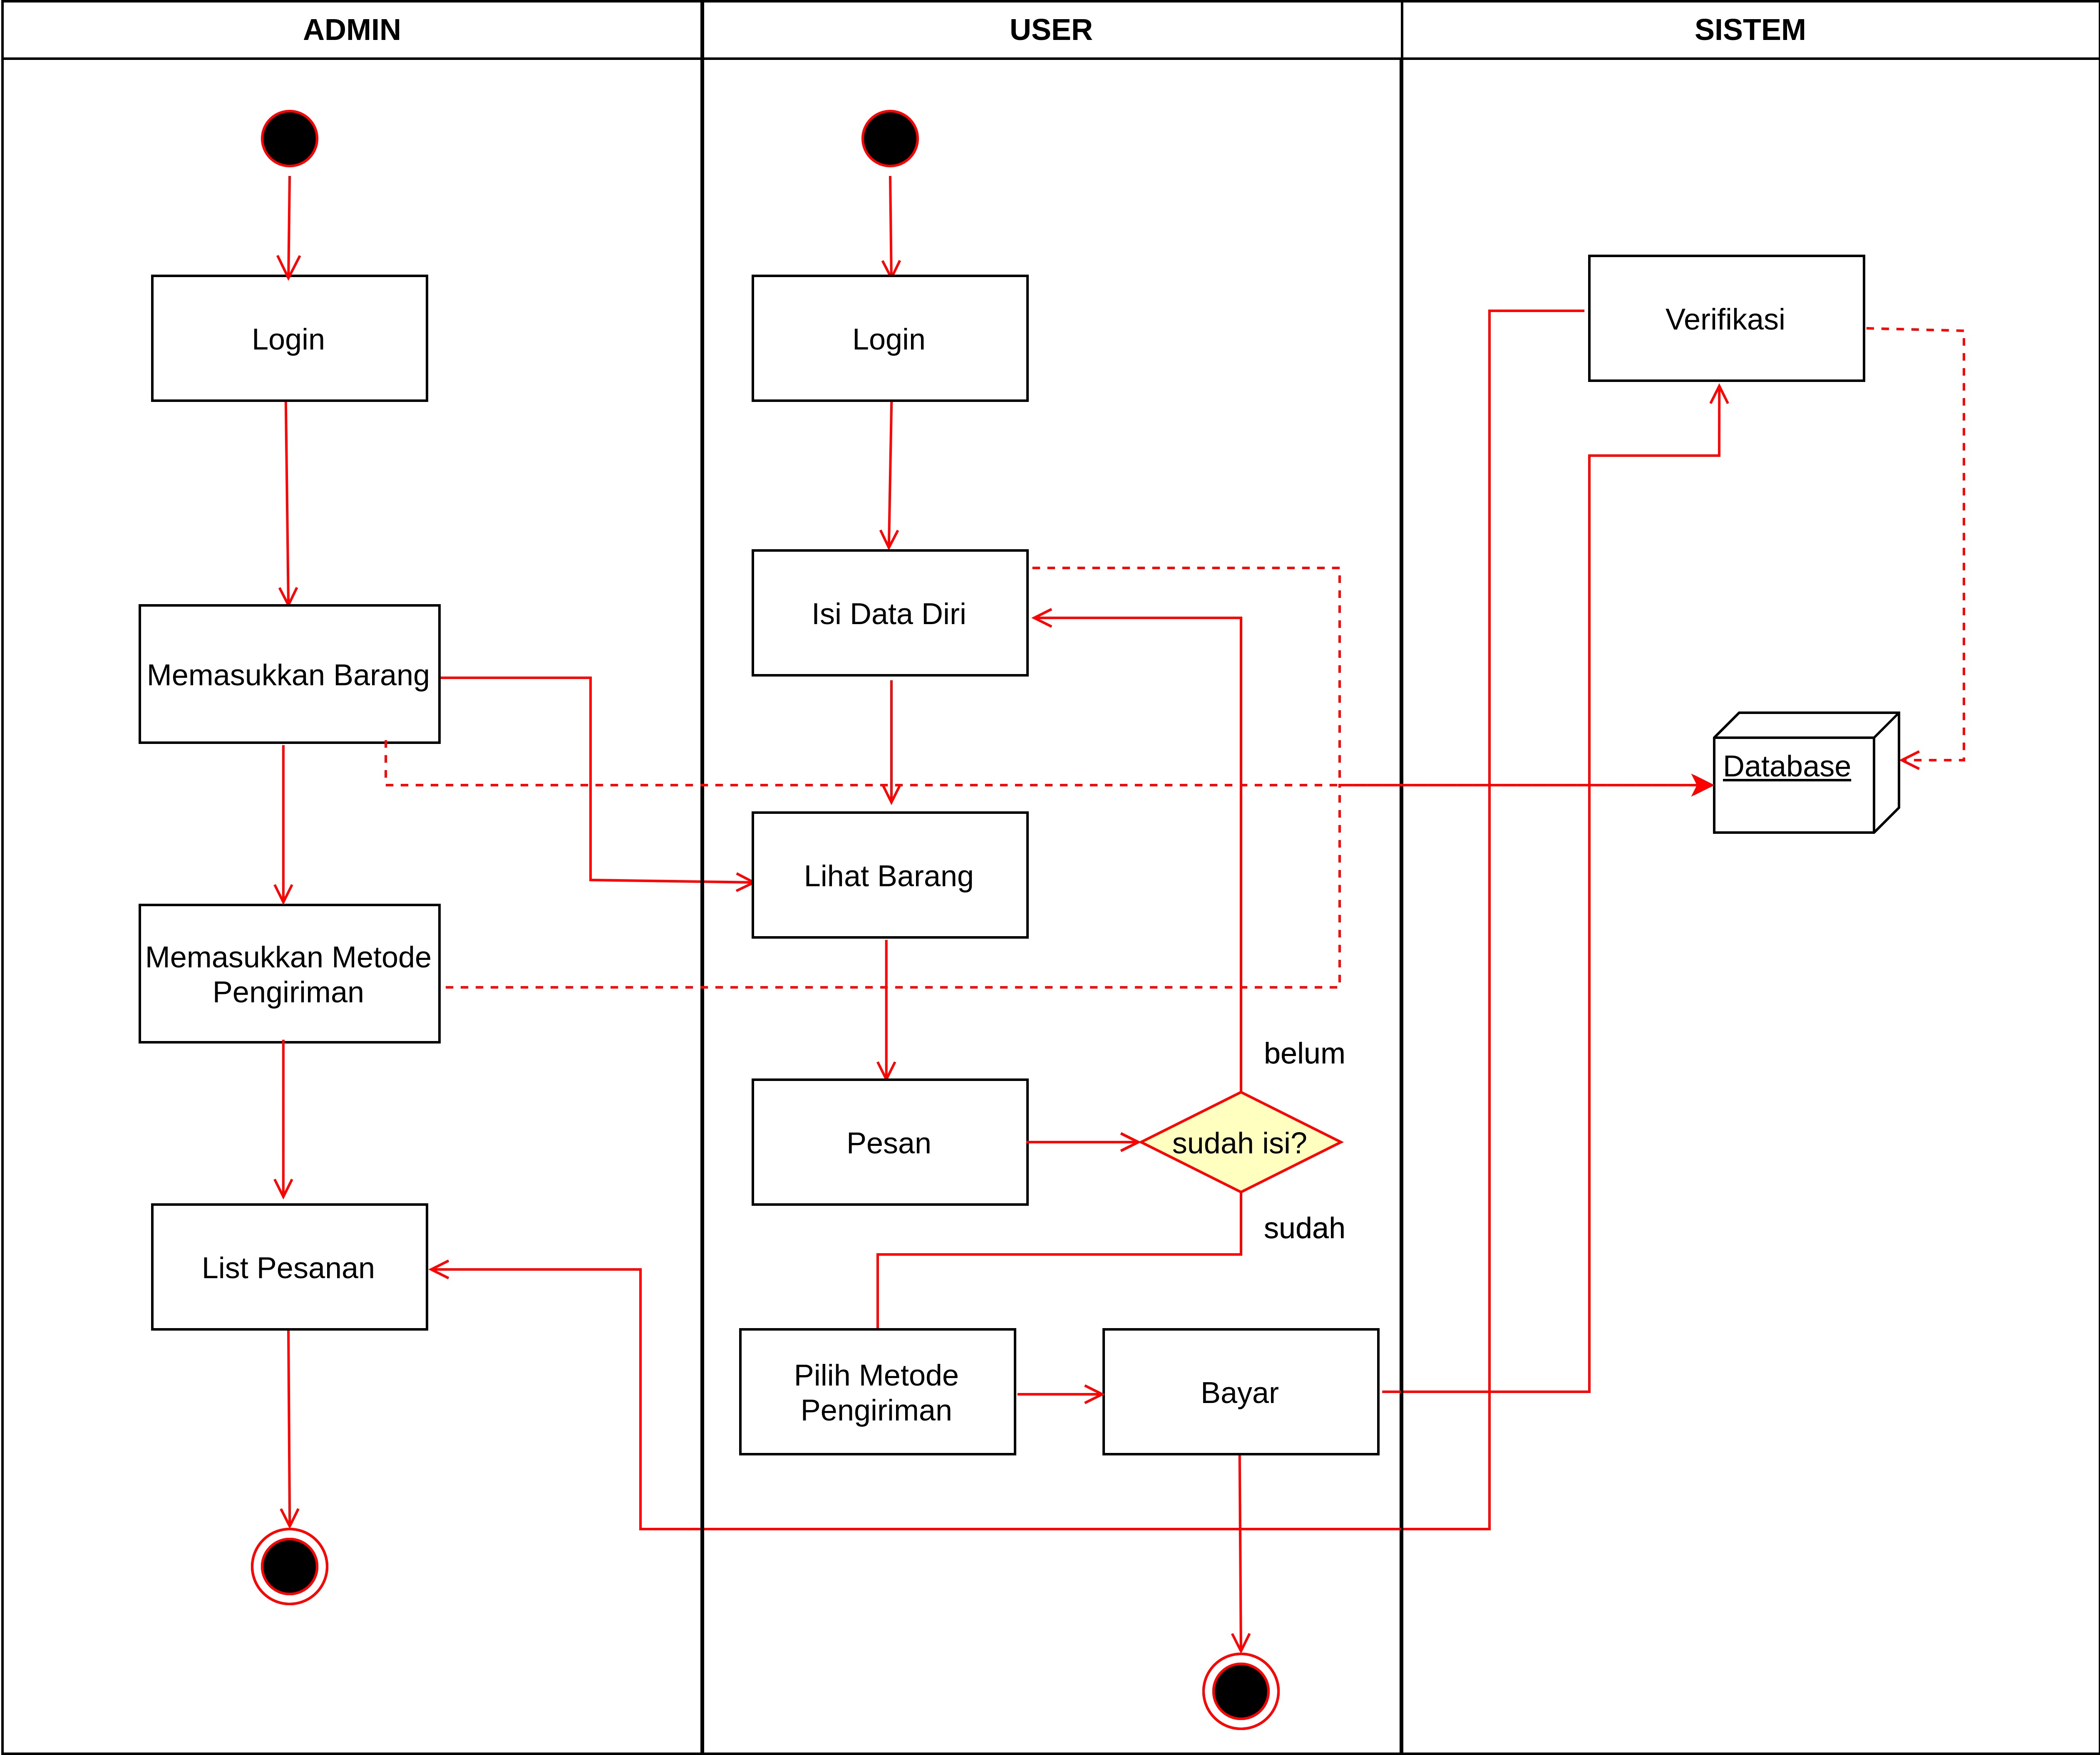 ADMIN
USER
SISTEM
Login
Login
Verifikasi
Isi Data Diri
Memasukkan Barang
Database
Lihat Barang
Memasukkan Metode
Pengiriman
belum
Pesan
sudah isi?
sudah
List Pesanan
Pilih Metode
Pengiriman
Bayar